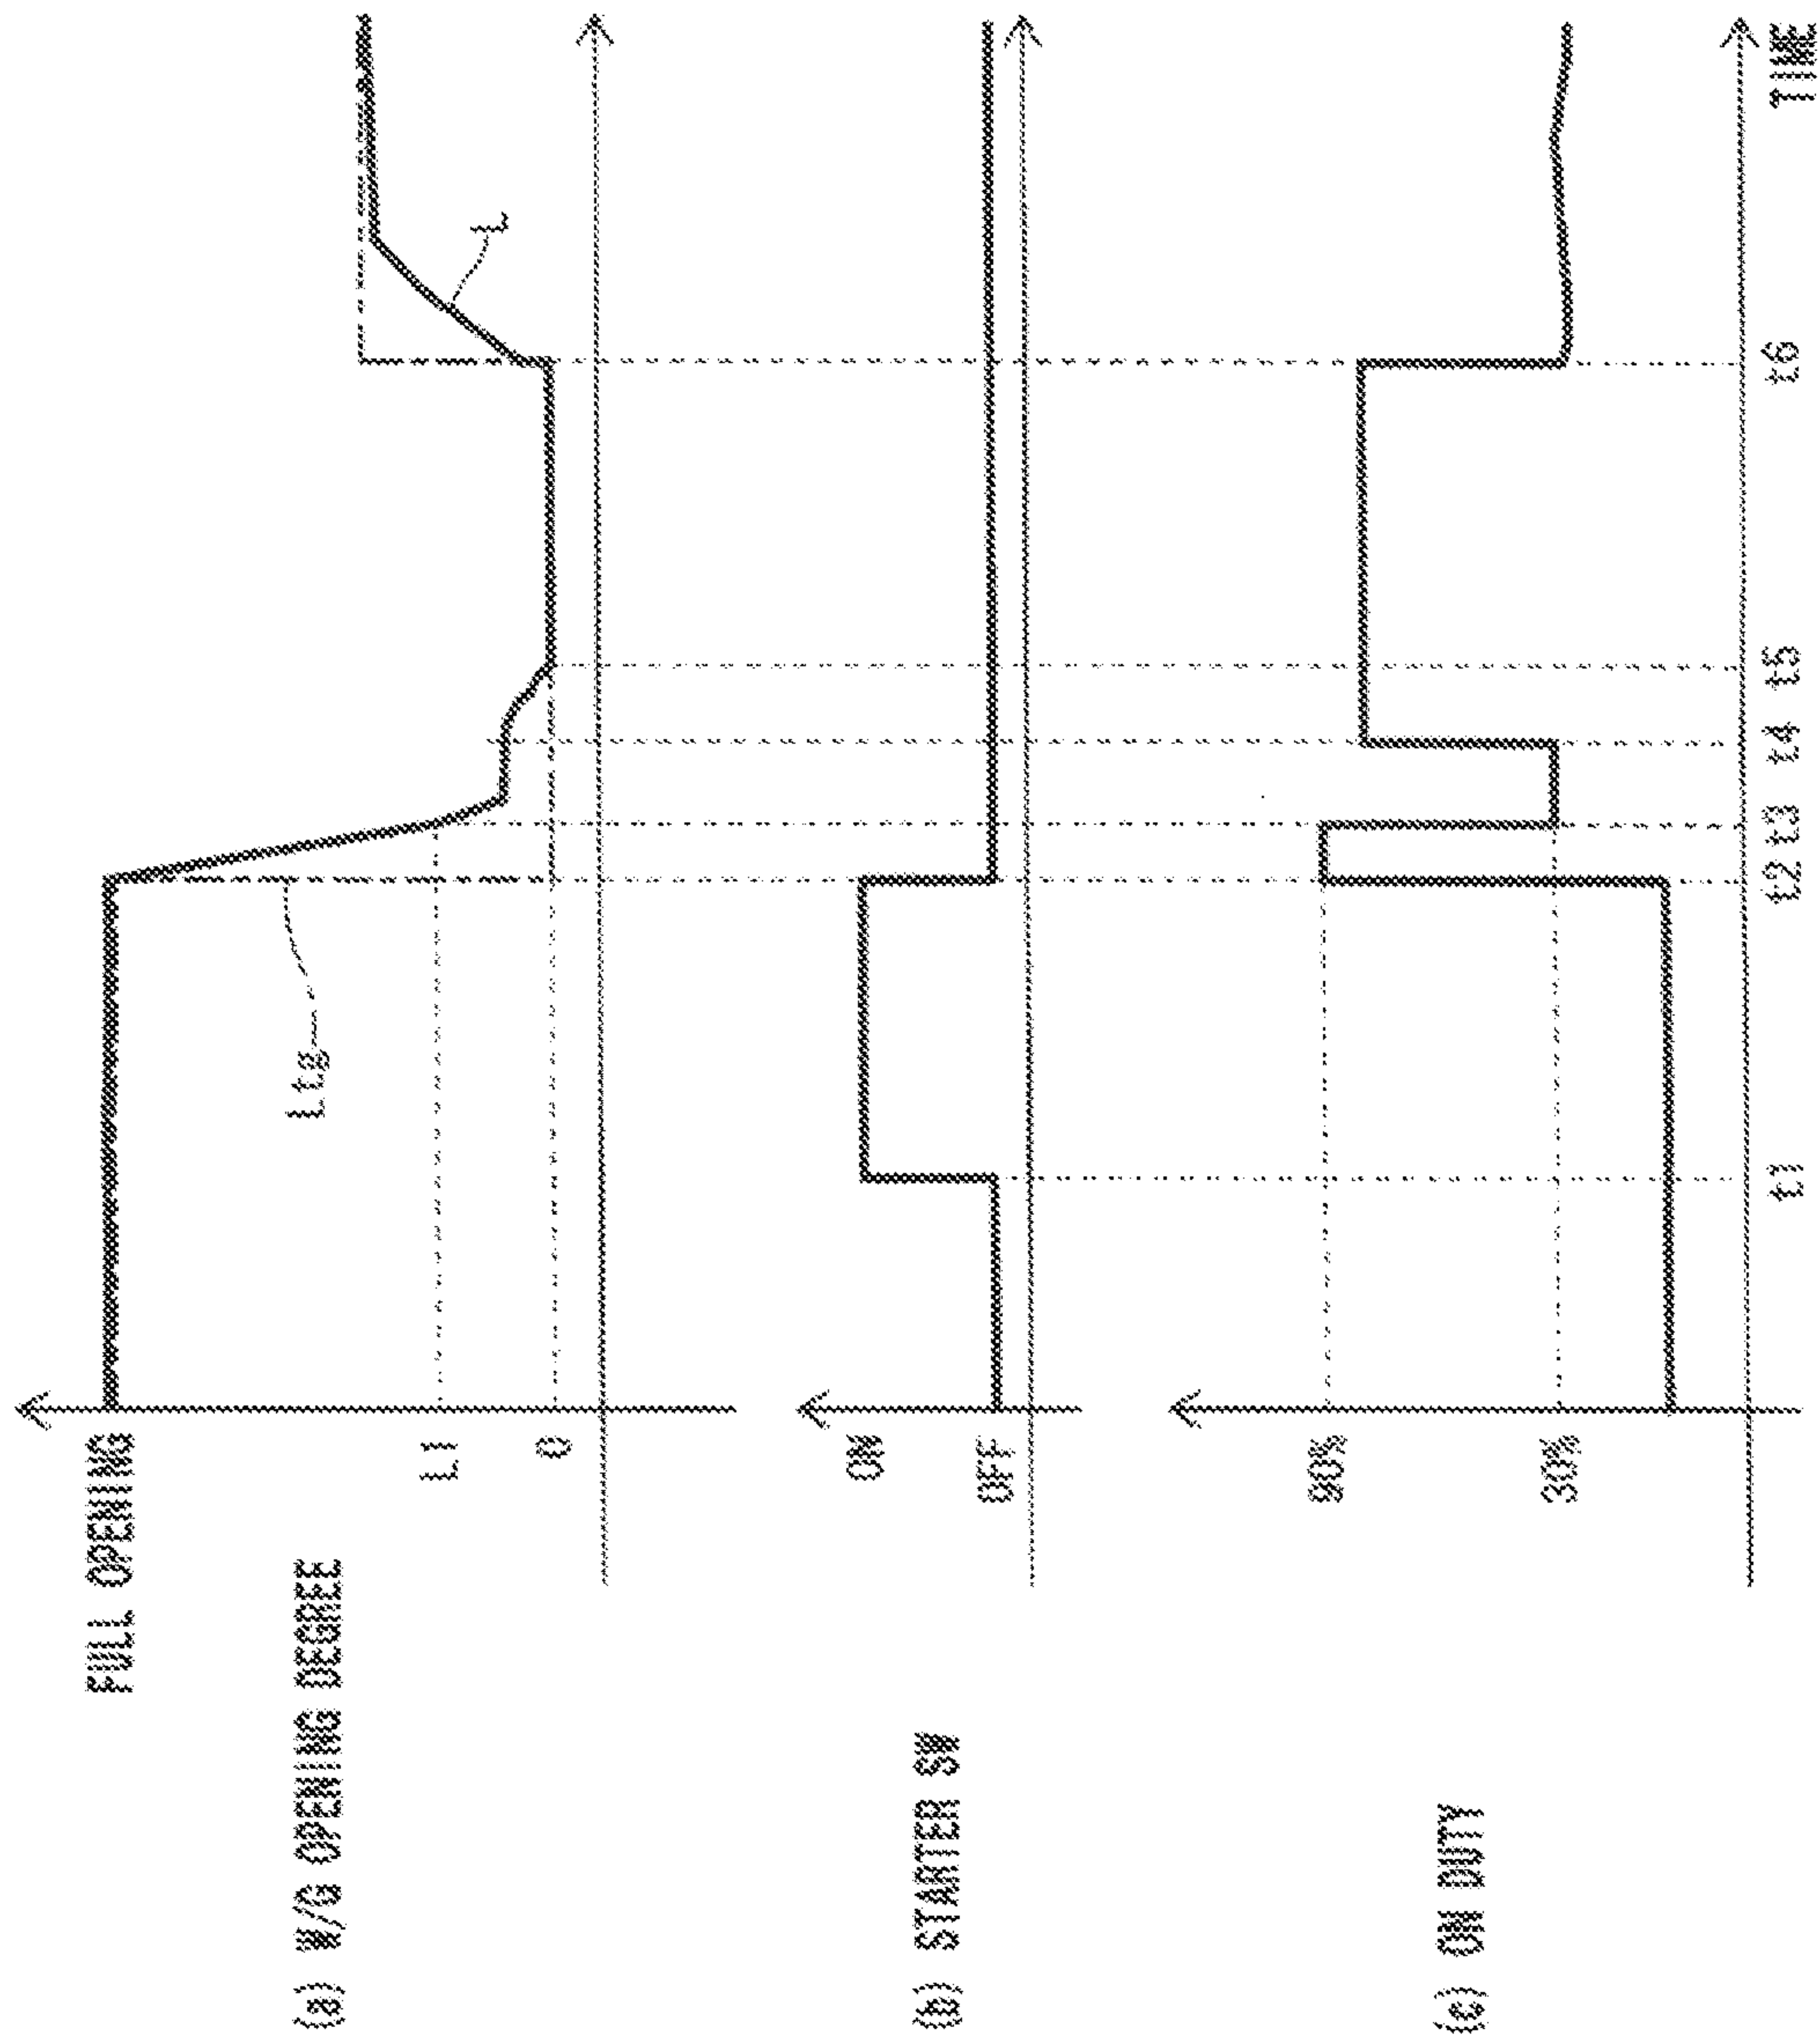 FULL OPENING
(a) W/G OPENING DEGREE
L1
0
Ltg
L
(b) STARTER SW
ON
OFF
(c) ON DUTY
90%
30%
t1 t2 t3 t4 t5 t6
TIME